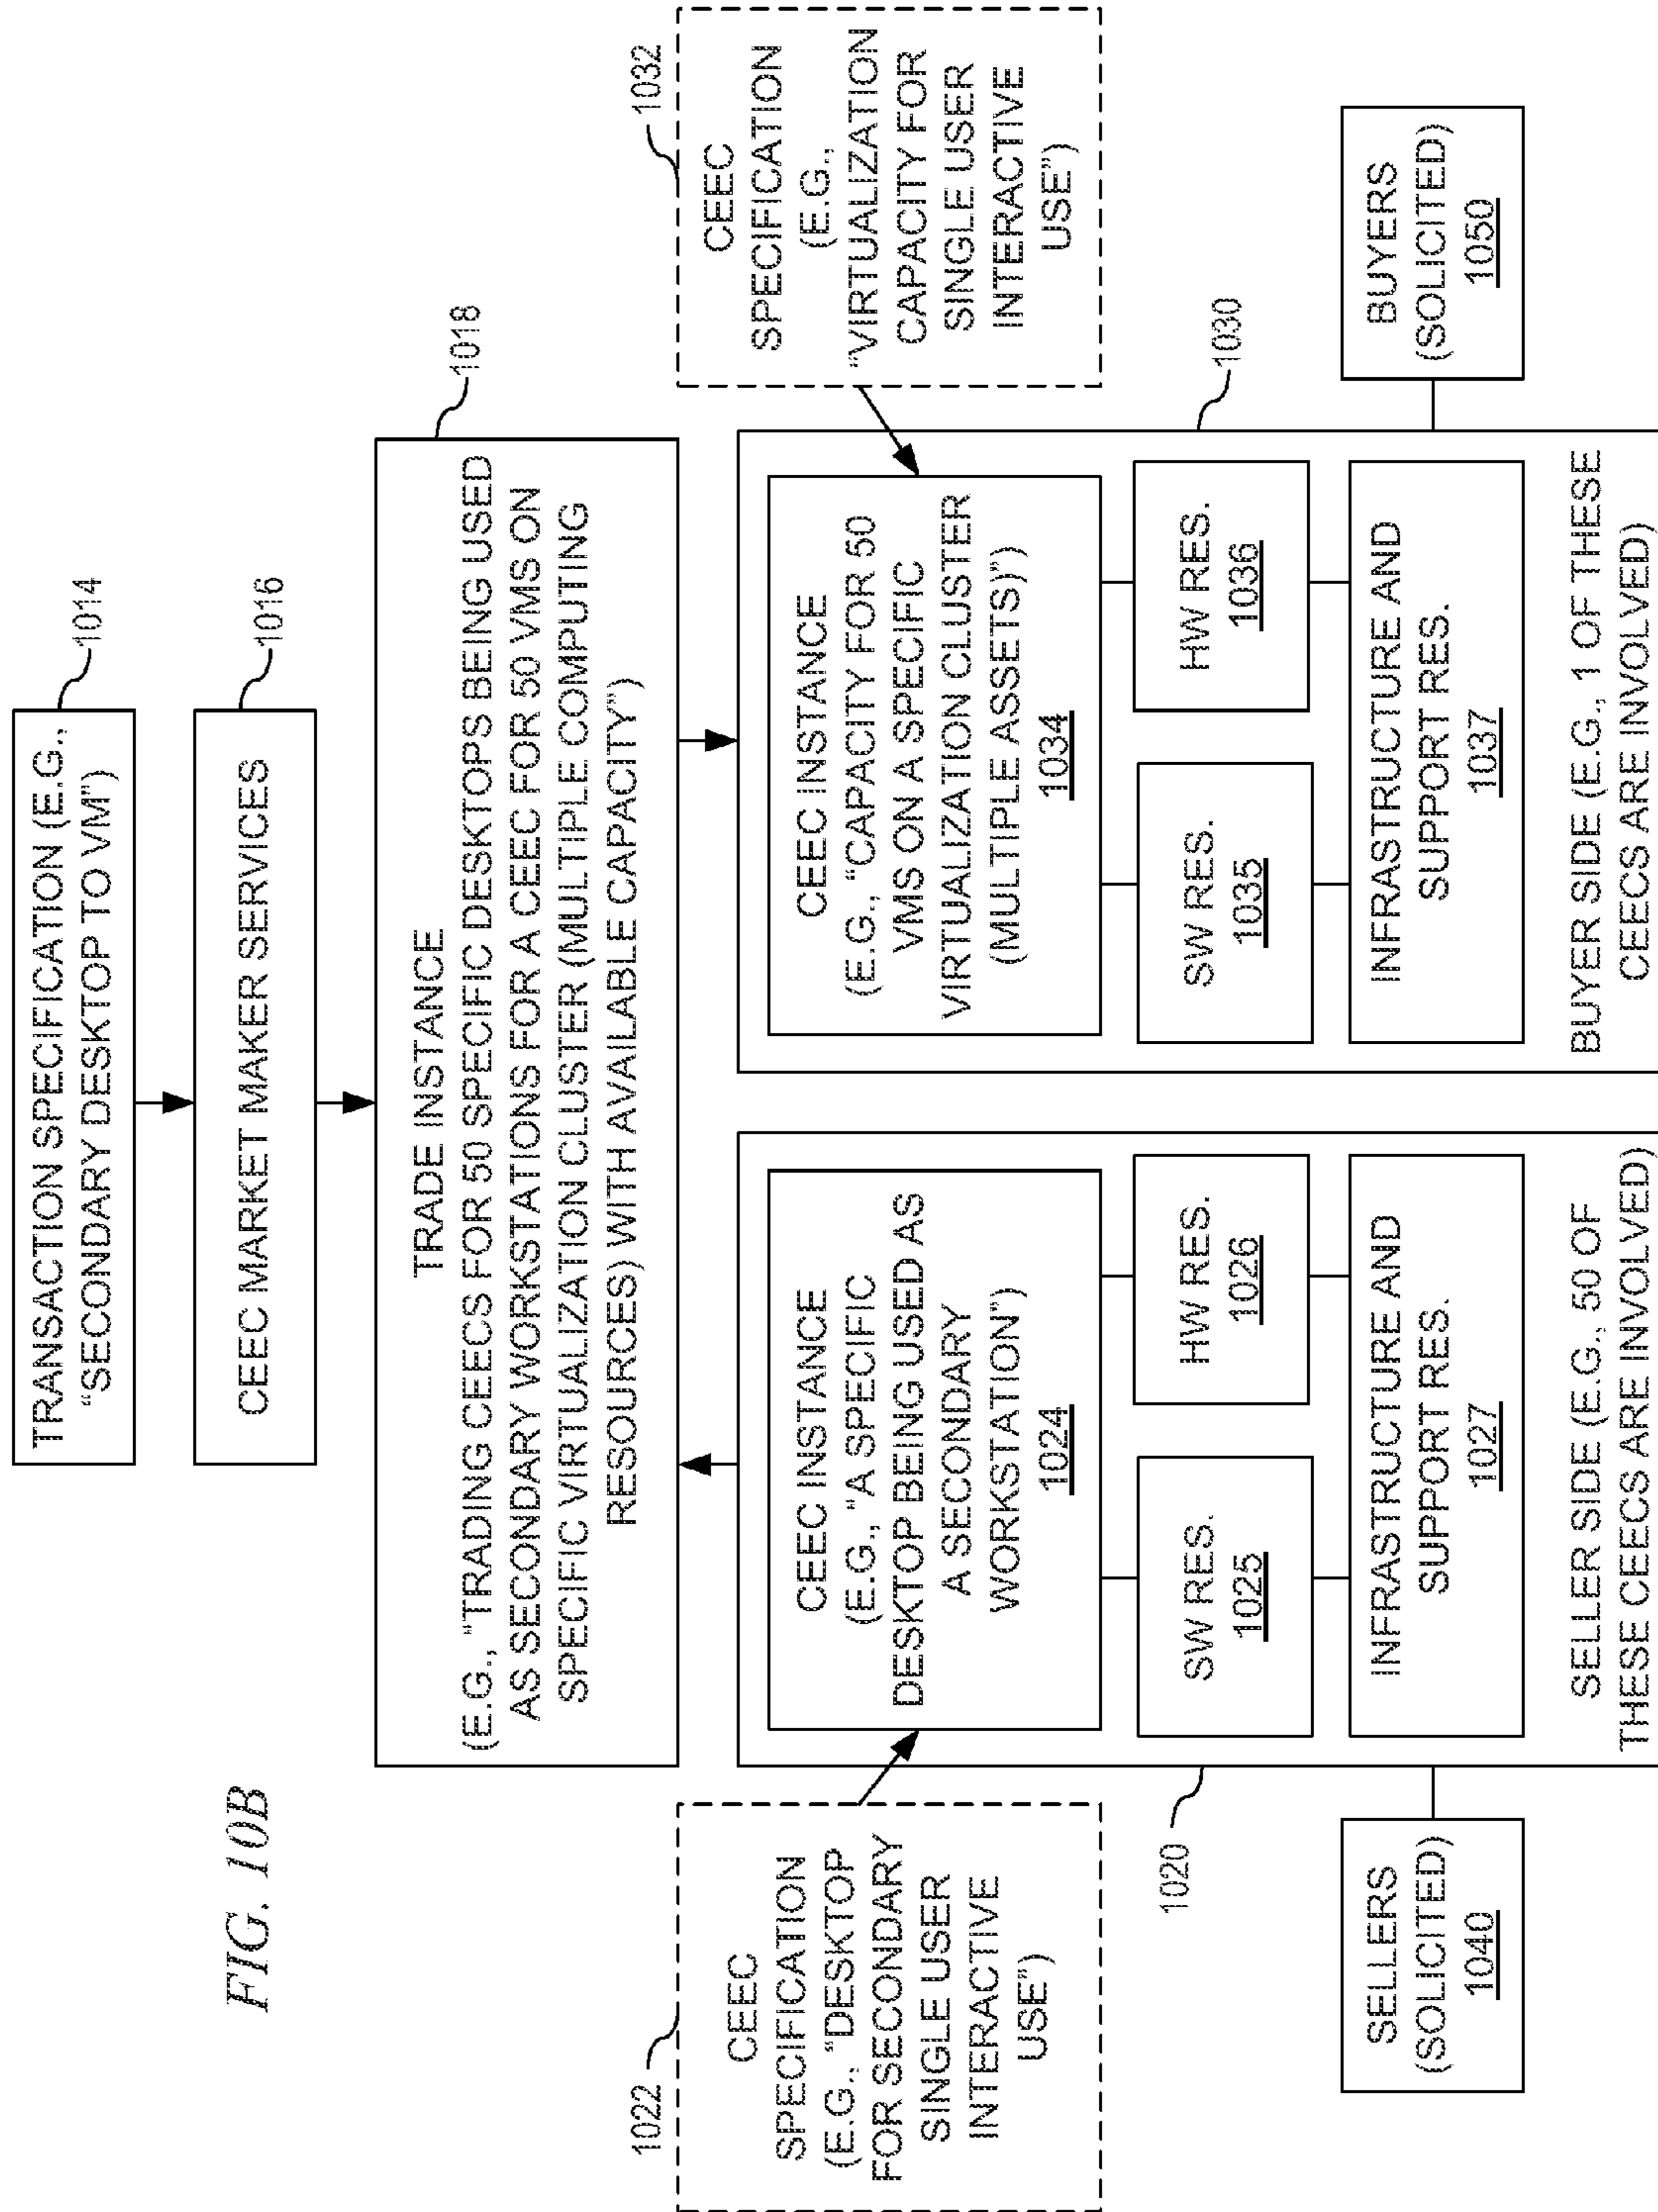 FIG. 10B
TRANSACTION SPECIFICATION (E.G.,
"SECONDARY DESKTOP TO VM")
1014
CEEC MARKET MAKER SERVICES
1016
TRADE INSTANCE
(E.G., "TRADING CEECS FOR 50 SPECIFIC DESKTOPS BEING USED
AS SECONDARY WORKSTATIONS FOR A CEEC FOR 50 VMS ON
SPECIFIC VIRTUALIZATION CLUSTER (MULTIPLE COMPUTING
RESOURCES) WITH AVAILABLE CAPACITY")
1018
1022
CEEC
SPECIFICATION
(E.G., "DESKTOP
FOR SECONDARY
SINGLE USER
INTERACTIVE
USE")
CEEC INSTANCE
(E.G., "A SPECIFIC
DESKTOP BEING USED AS
A SECONDARY
WORKSTATION")
1024
SW RES.
1025
HW RES.
1026
INFRASTRUCTURE AND
SUPPORT RES.
1027
SELLER SIDE (E.G., 50 OF
THESE CEECS ARE INVOLVED)
1020
SELLERS
(SOLICITED)
1040
CEEC INSTANCE
(E.G., "CAPACITY FOR 50
VMS ON A SPECIFIC
VIRTUALIZATION CLUSTER
(MULTIPLE ASSETS)")
1034
SW RES.
1035
HW RES.
1036
INFRASTRUCTURE AND
SUPPORT RES.
1037
BUYER SIDE (E.G., 1 OF THESE
CEECS ARE INVOLVED)
1030
1032
CEEC
SPECIFICATION
(E.G.,
"VIRTUALIZATION
CAPACITY FOR
SINGLE USER
INTERACTIVE
USE")
BUYERS
(SOLICITED)
1050